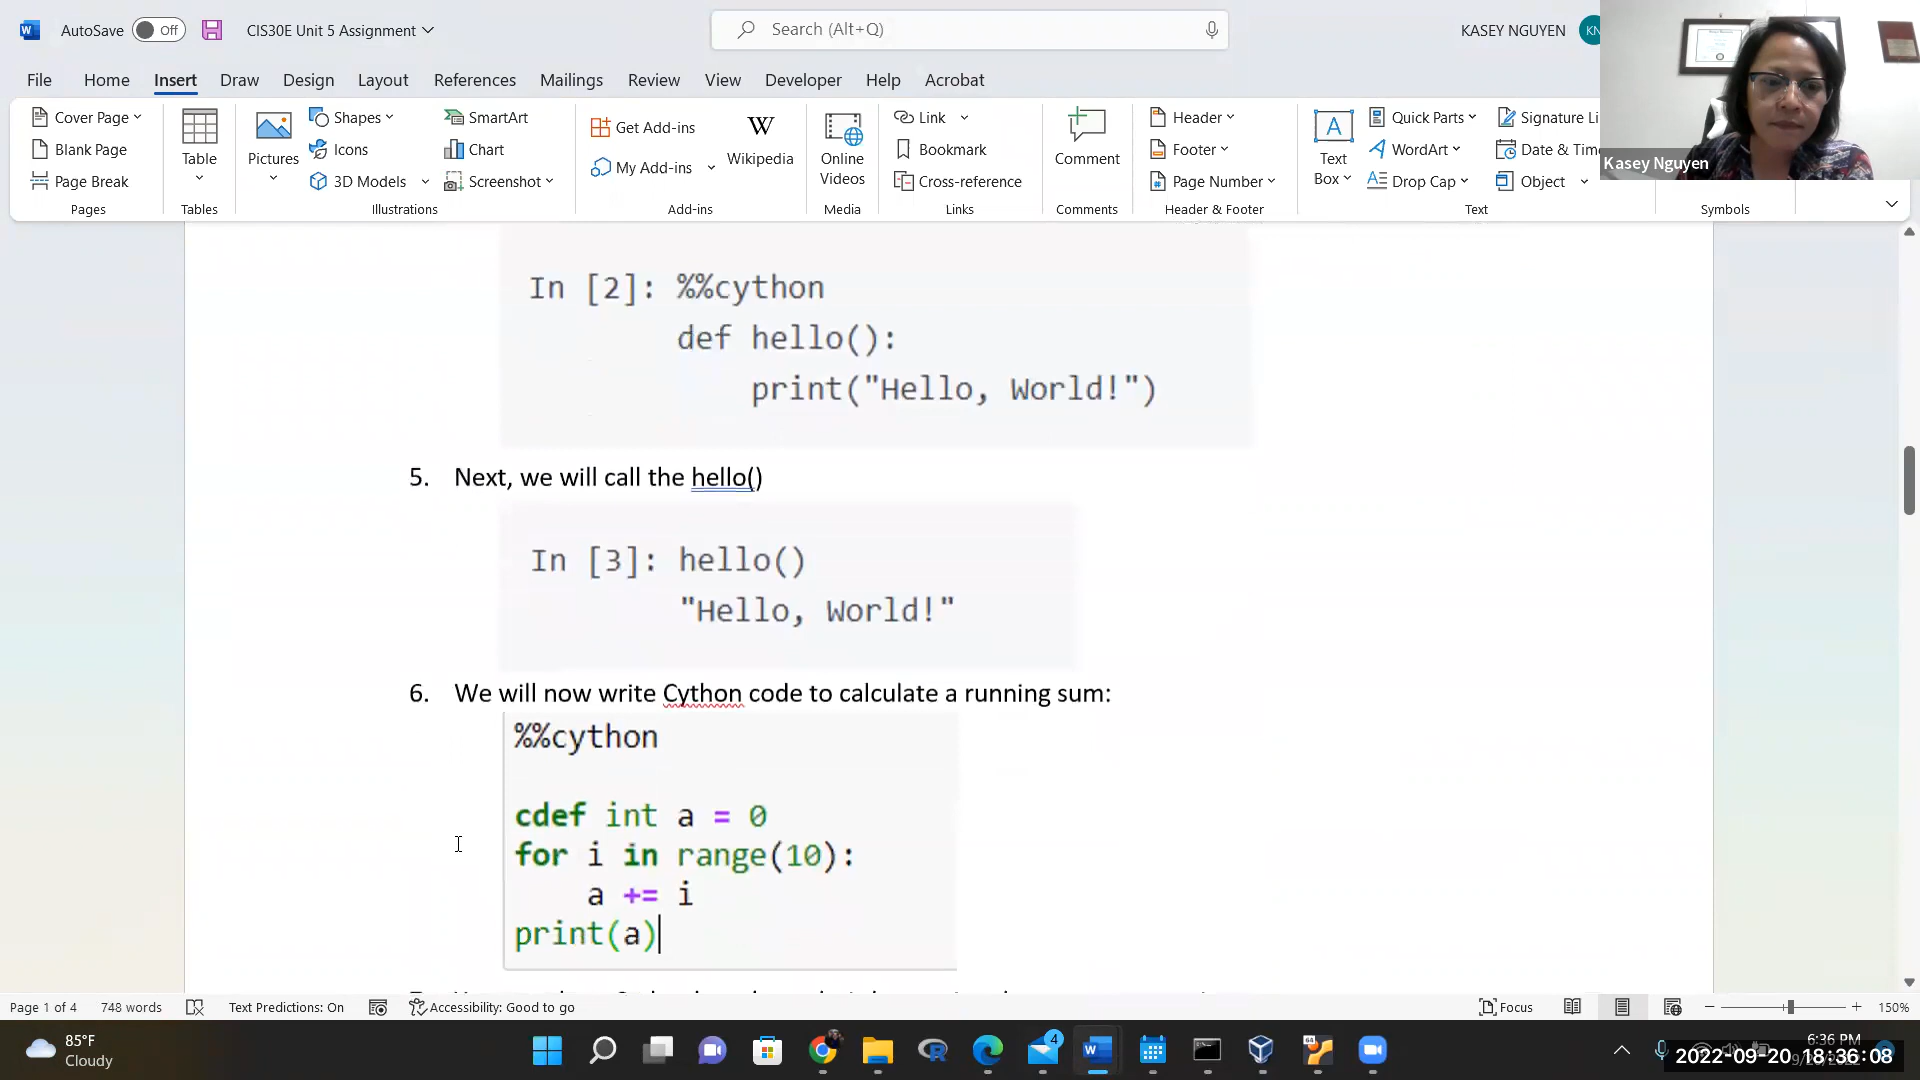 AutoSave Off CIS30E Unit 5 Assignment Search (Alt+Q) KASEY NGUYEN KN
File Home Insert Draw Design Layout References Mailings Review View Developer Help Acrobat
Cover Page
Blank Page
Page Break
Pages
Table
Tables
Pictures
Shapes
Icons
3D Models
SmartArt
Chart
Screenshot
Illustrations
Get Add-ins
My Add-ins
W
Wikipedia
Add-ins
Online
Videos
Media
Link
Bookmark
Cross-reference
Links
Comment
Comments
Header
Footer
Page Number
Header & Footer
A
Text
Box
Quick Parts
WordArt
Drop Cap
Signature Li
Date & Tim
Object
Text
Symbols
Kasey Nguyen
In [2]: %%cython
def hello():
print("Hello, World!")
5. Next, we will call the hello()
In [3]: hello()
"Hello, World!"
6. We will now write Cython code to calculate a running sum:
%%cython
cdef int a = 0
for i in range(10):
a += i
print(a)
Page 1 of 4 748 words Text Predictions: On Accessibility: Good to go Focus 150%
85°F
Cloudy
4
64
6:36 PM
2022-09-20 18:36:08